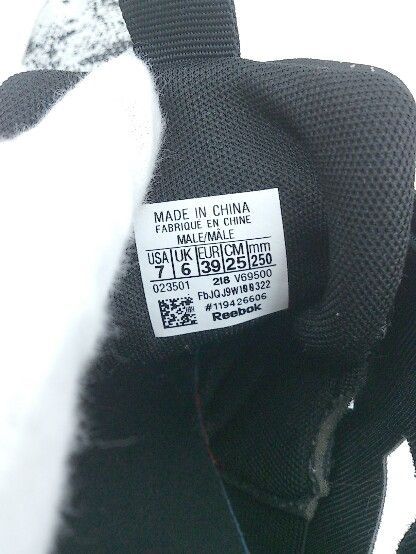 MADE IN CHINA
FABRIQUE EN CHINE
MALE/MÂLE
USA UK EUR CM mm
7 6 39 25 250
023501 218 V69500
FbJQJ9W198322
#119426606
Reebok